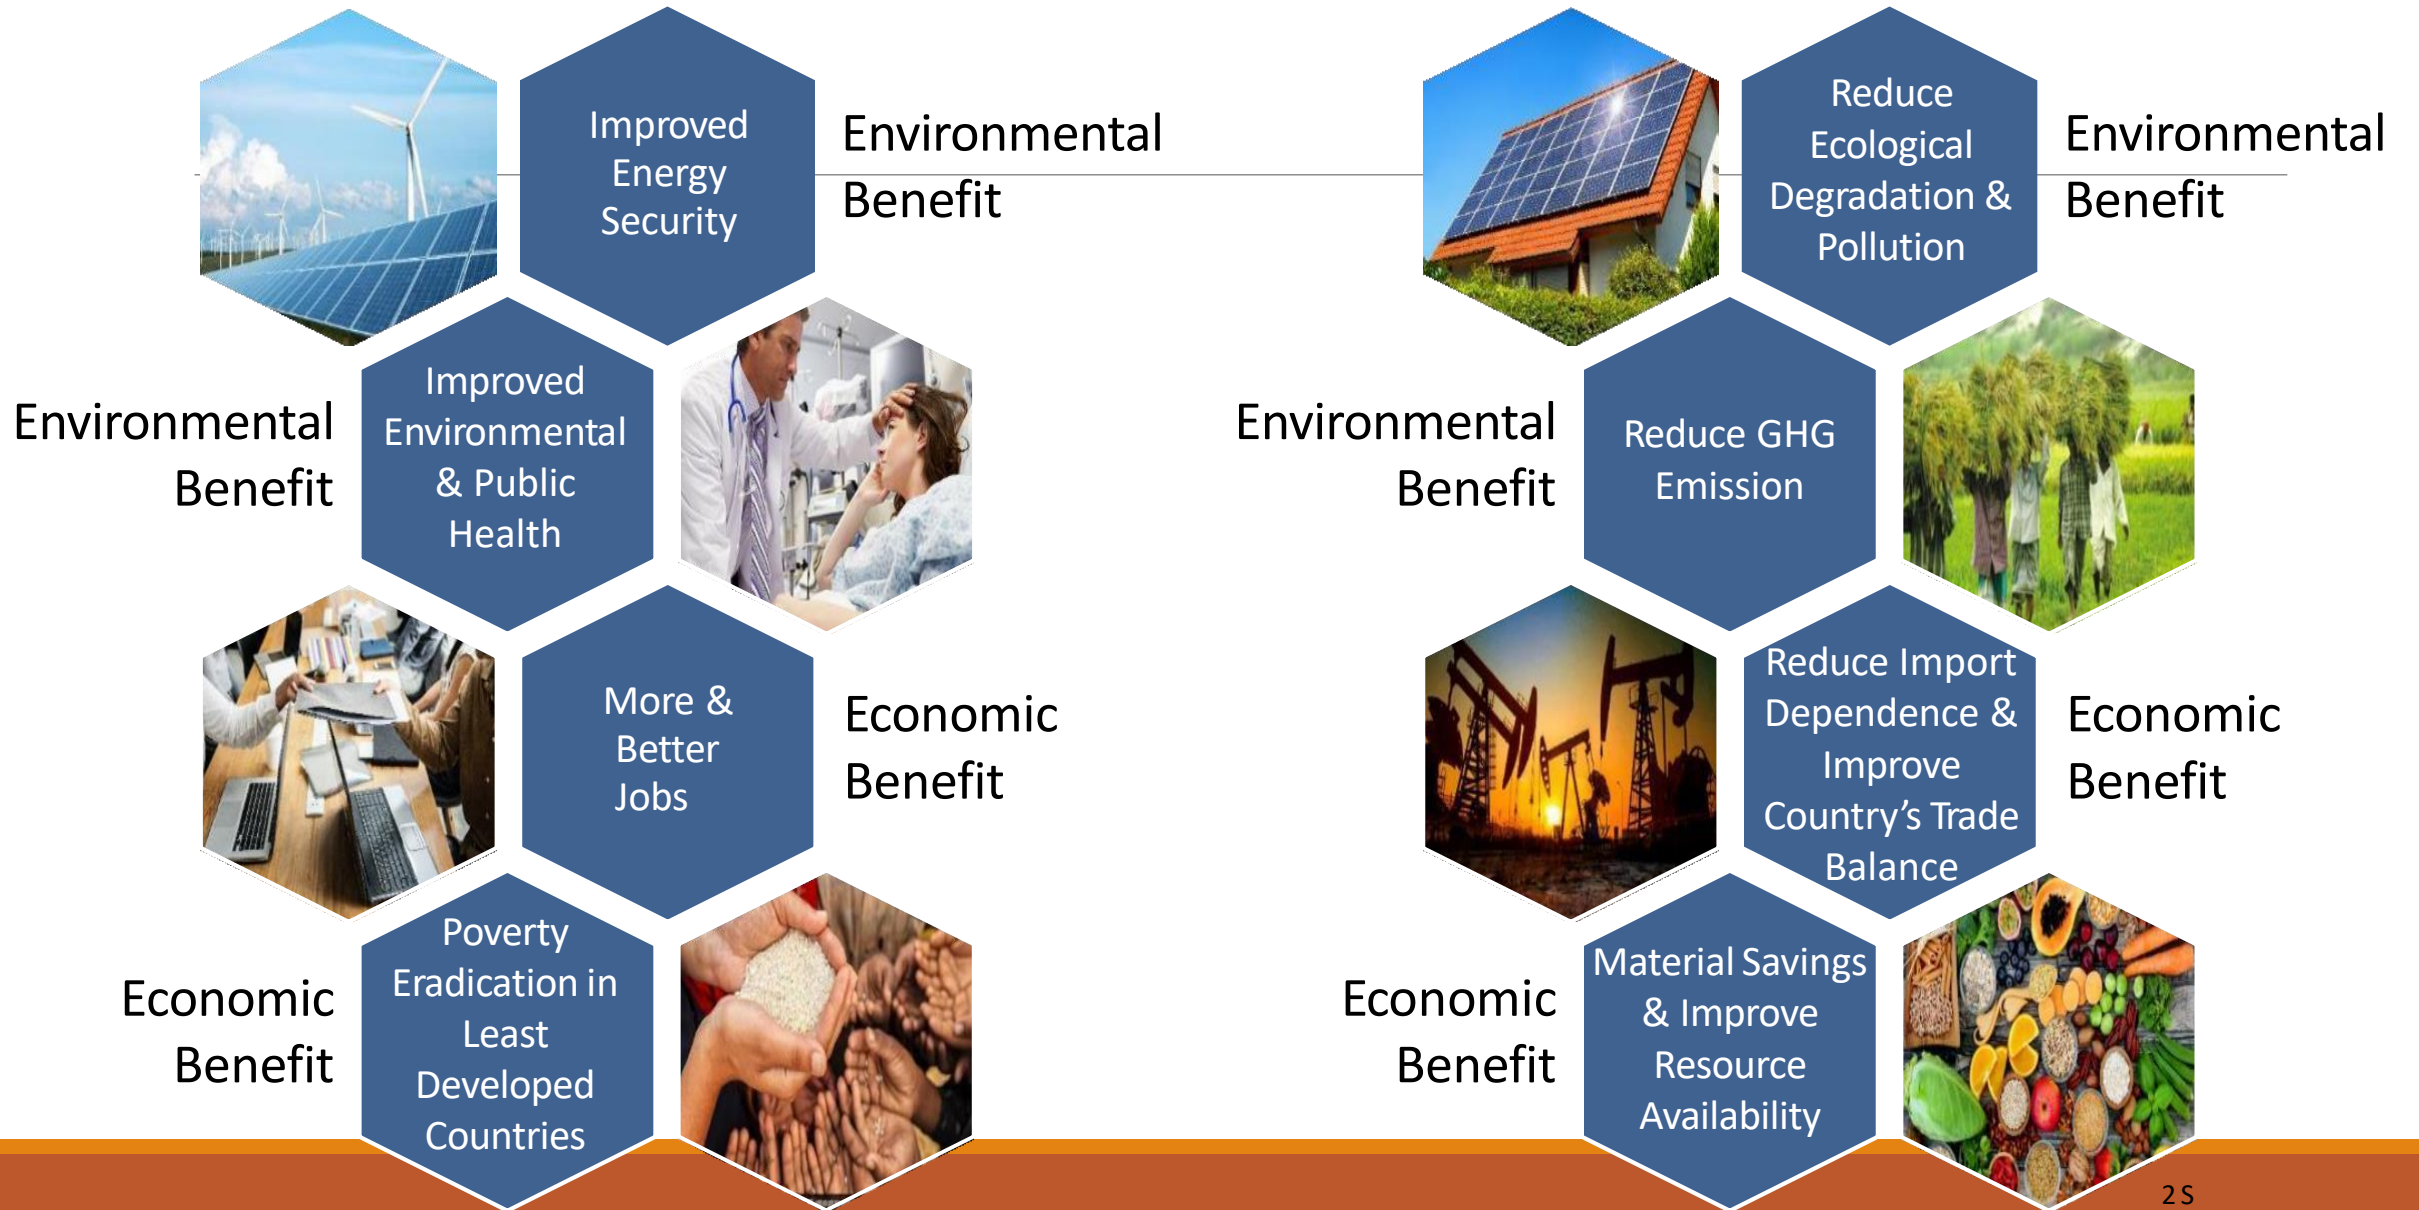 Improved
Energy
Security
Environmental
Benefit
Environmental
Benefit
Improved
Environmental
& Public
Health
More &
Better
Jobs
Economic
Benefit
Economic
Benefit
Poverty
Eradication in
Least
Developed
Countries
Reduce
Ecological
Degradation &
Pollution
Environmental
Benefit
Environmental
Benefit
Reduce GHG
Emission
Reduce Import
Dependence &
Improve
Country’s Trade
Balance
Economic
Benefit
Economic
Benefit
Material Savings
& Improve
Resource
Availability
2 S